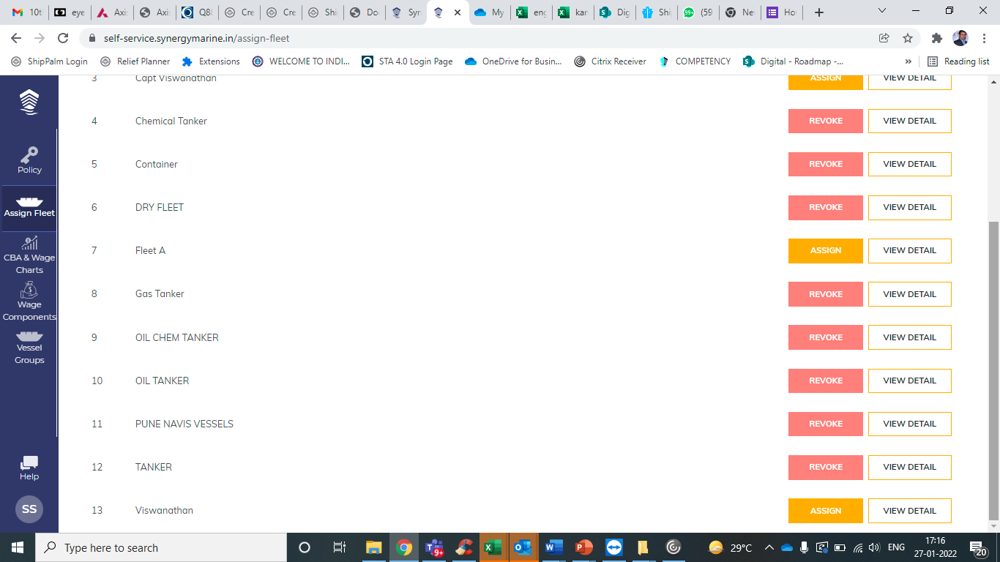 10t
eye
Axi
Axi
Q8
Cre
Cre
Shi
Do
Syn
My
eng
kan
Dig
Shi
(59
Ne
Ho
self-service.synergymarine.in/assign-fleet
ShipPalm Login
Relief Planner
Extensions
WELCOME TO INDI...
STA 4.0 Login Page
OneDrive for Busin...
Citrix Receiver
COMPETENCY
Digital - Roadmap -...
»
Reading list
3 Capt Viswanathan ASSIGN VIEW DETAIL
4 Chemical Tanker REVOKE VIEW DETAIL
5 Container REVOKE VIEW DETAIL
6 DRY FLEET REVOKE VIEW DETAIL
7 Fleet A ASSIGN VIEW DETAIL
8 Gas Tanker REVOKE VIEW DETAIL
9 OIL CHEM TANKER REVOKE VIEW DETAIL
10 OIL TANKER REVOKE VIEW DETAIL
11 PUNE NAVIS VESSELS REVOKE VIEW DETAIL
12 TANKER REVOKE VIEW DETAIL
13 Viswanathan ASSIGN VIEW DETAIL
Policy
Assign Fleet
CBA & Wage
Charts
Wage
Components
Vessel
Groups
Help
SS
Type here to search
9+
29°C
ENG
17:16
27-01-2022
20